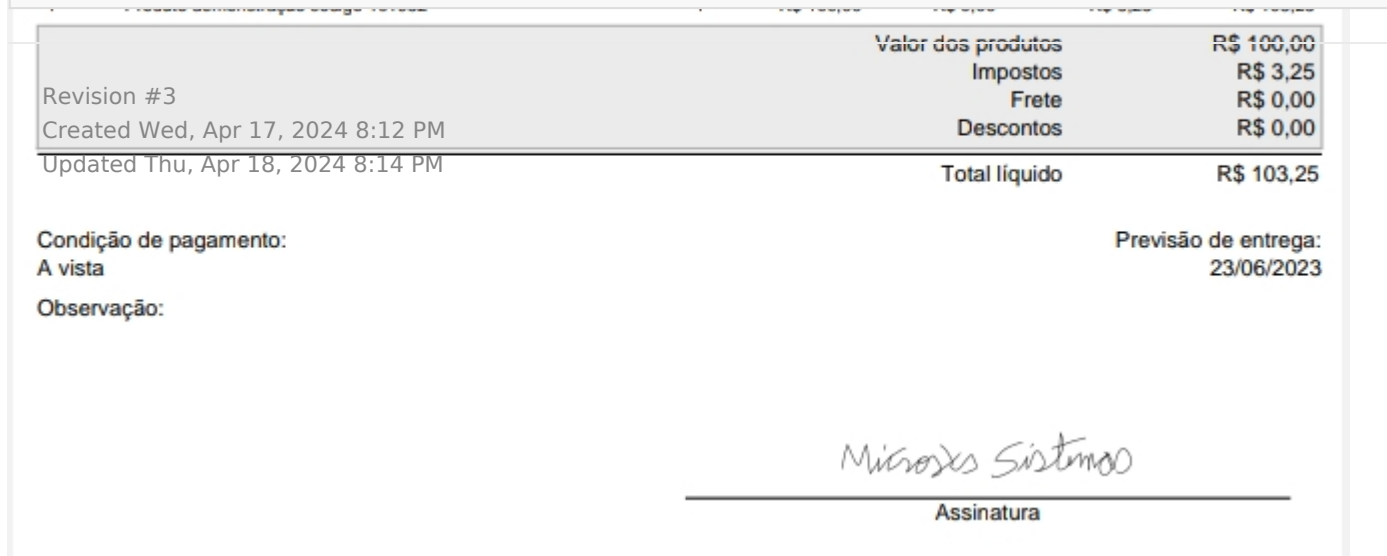 Valor dos produtos R$ 100,00
Impostos R$ 3,25
Revision #3
Frete R$ 0,00
Created Wed, Apr 17, 2024 8:12 PM
Descontos R$ 0,00
Updated Thu, Apr 18, 2024 8:14 PM
Total líquido R$ 103,25
Condição de pagamento: Previsão de entrega:
A vista 23/06/2023
Observação:
Sistemas
Assinatura